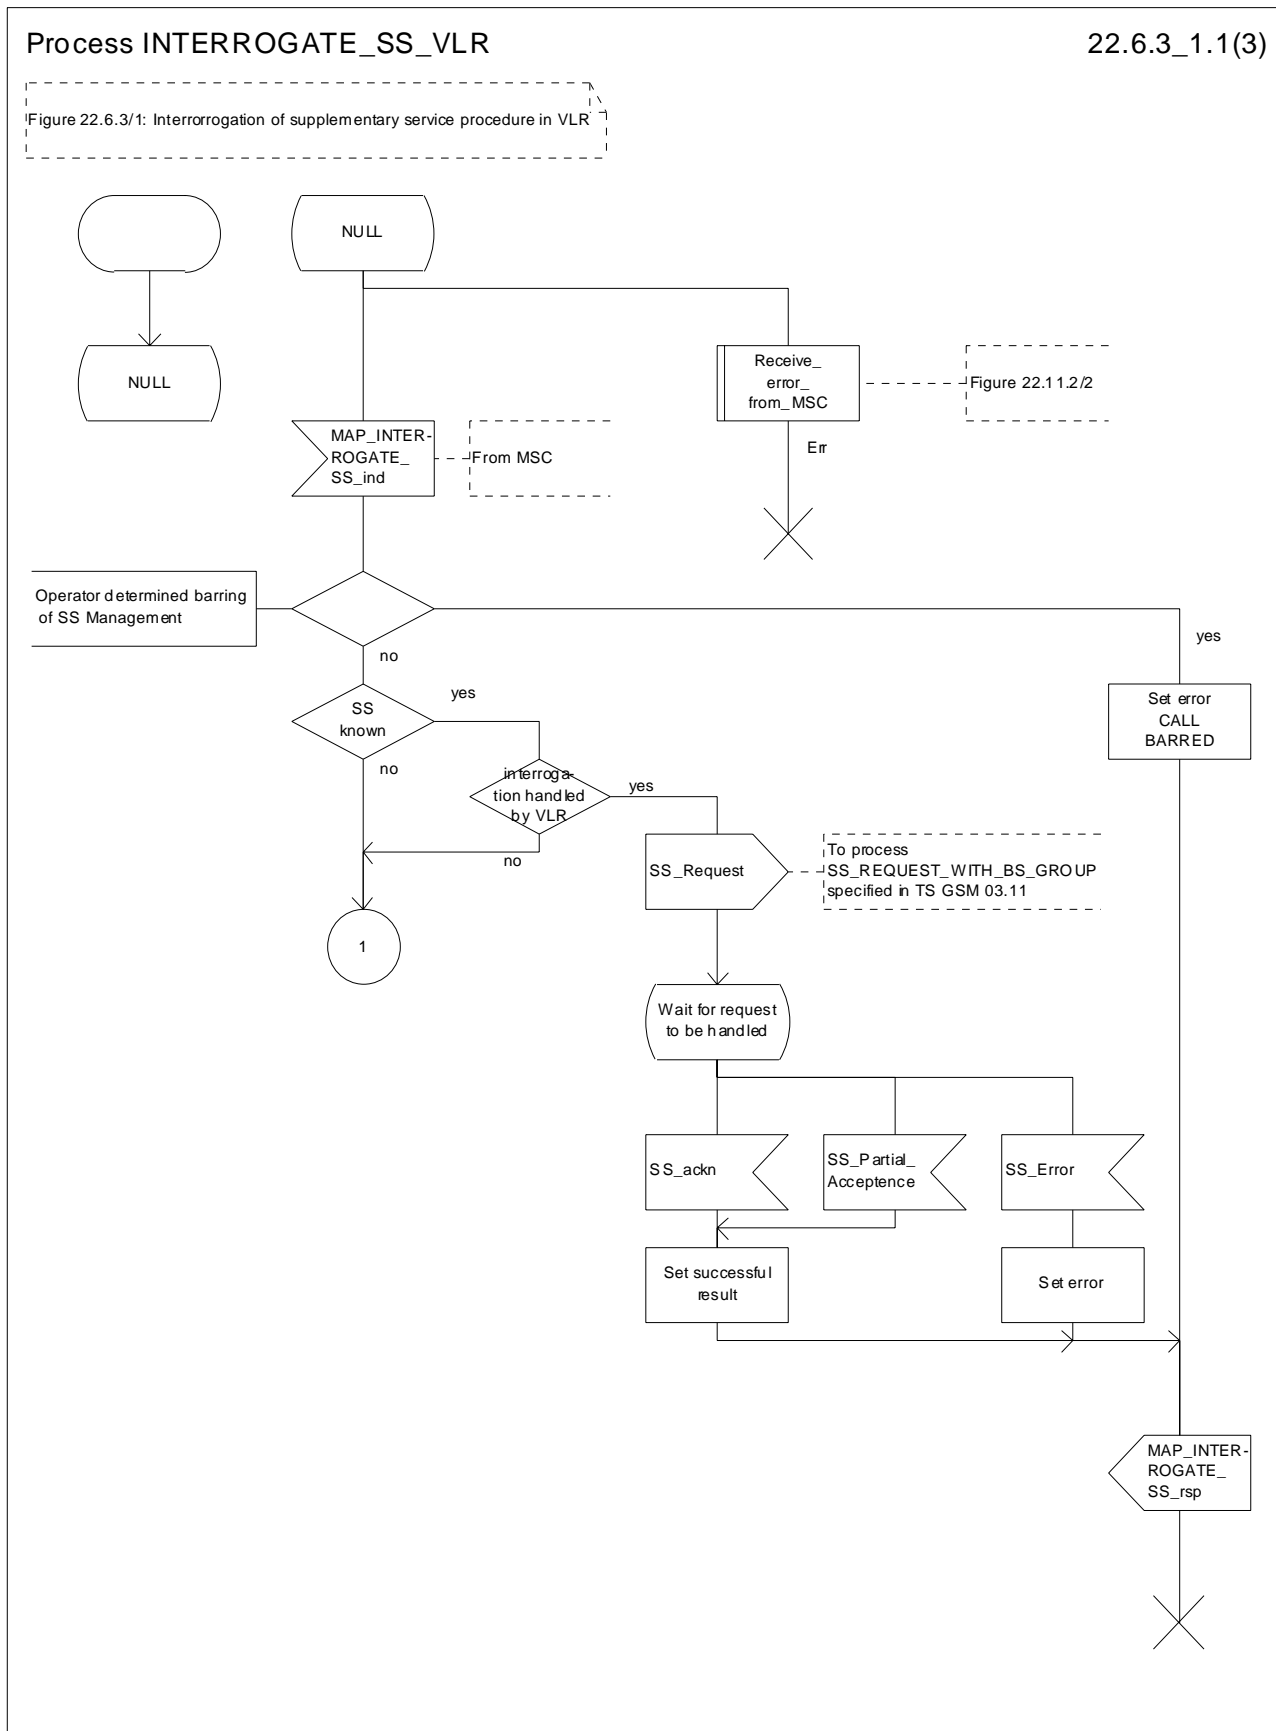 Process INTERROGATE_SS_VLR
22.6.3_1.1(3)
Figure 22.6.3/1: Interrorrogation of supplementary service procedure in VLR
NULL
NULL
Receive_
error_
from_MSC
Figure 22.11.2/2
Err
MAP_INTER-
ROGATE_
SS_ind
From MSC
Operator determined barring
of SS Management
yes
no
SS
known
yes
no
Set error
CALL
BARRED
interroga-
tion handled
by VLR
yes
no
SS_Request
To process
SS_REQUEST_WITH_BS_GROUP
specified in TS GSM 03.11
1
Wait for request
to be handled
SS_ackn
SS_Partial_
Acceptence
SS_Error
Set successful
result
Set error
MAP_INTER-
ROGATE_
SS_rsp